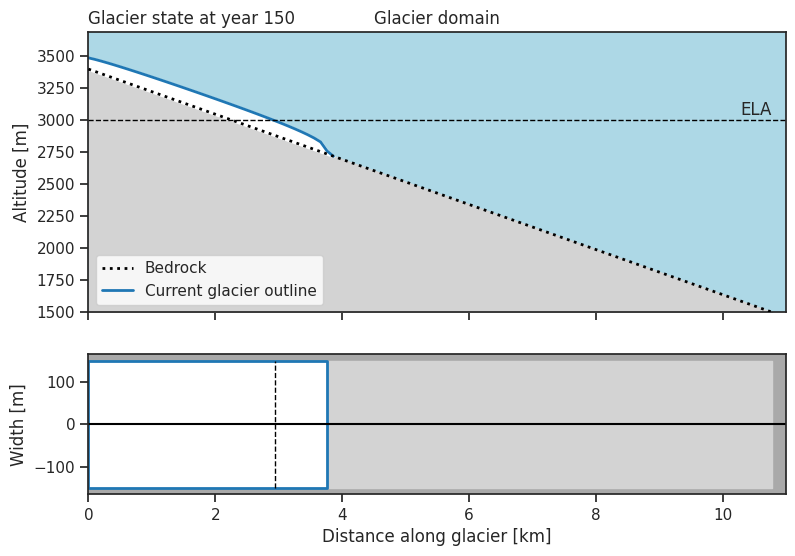 Glacier state at year 150
Glacier domain
3500
3250
3000
2750
2500
2250
2000
1750
1500
Altitude [m]
ELA
Bedrock
Current glacier outline
100
0
−100
Width [m]
0 2 4 6 8 10
Distance along glacier [km]